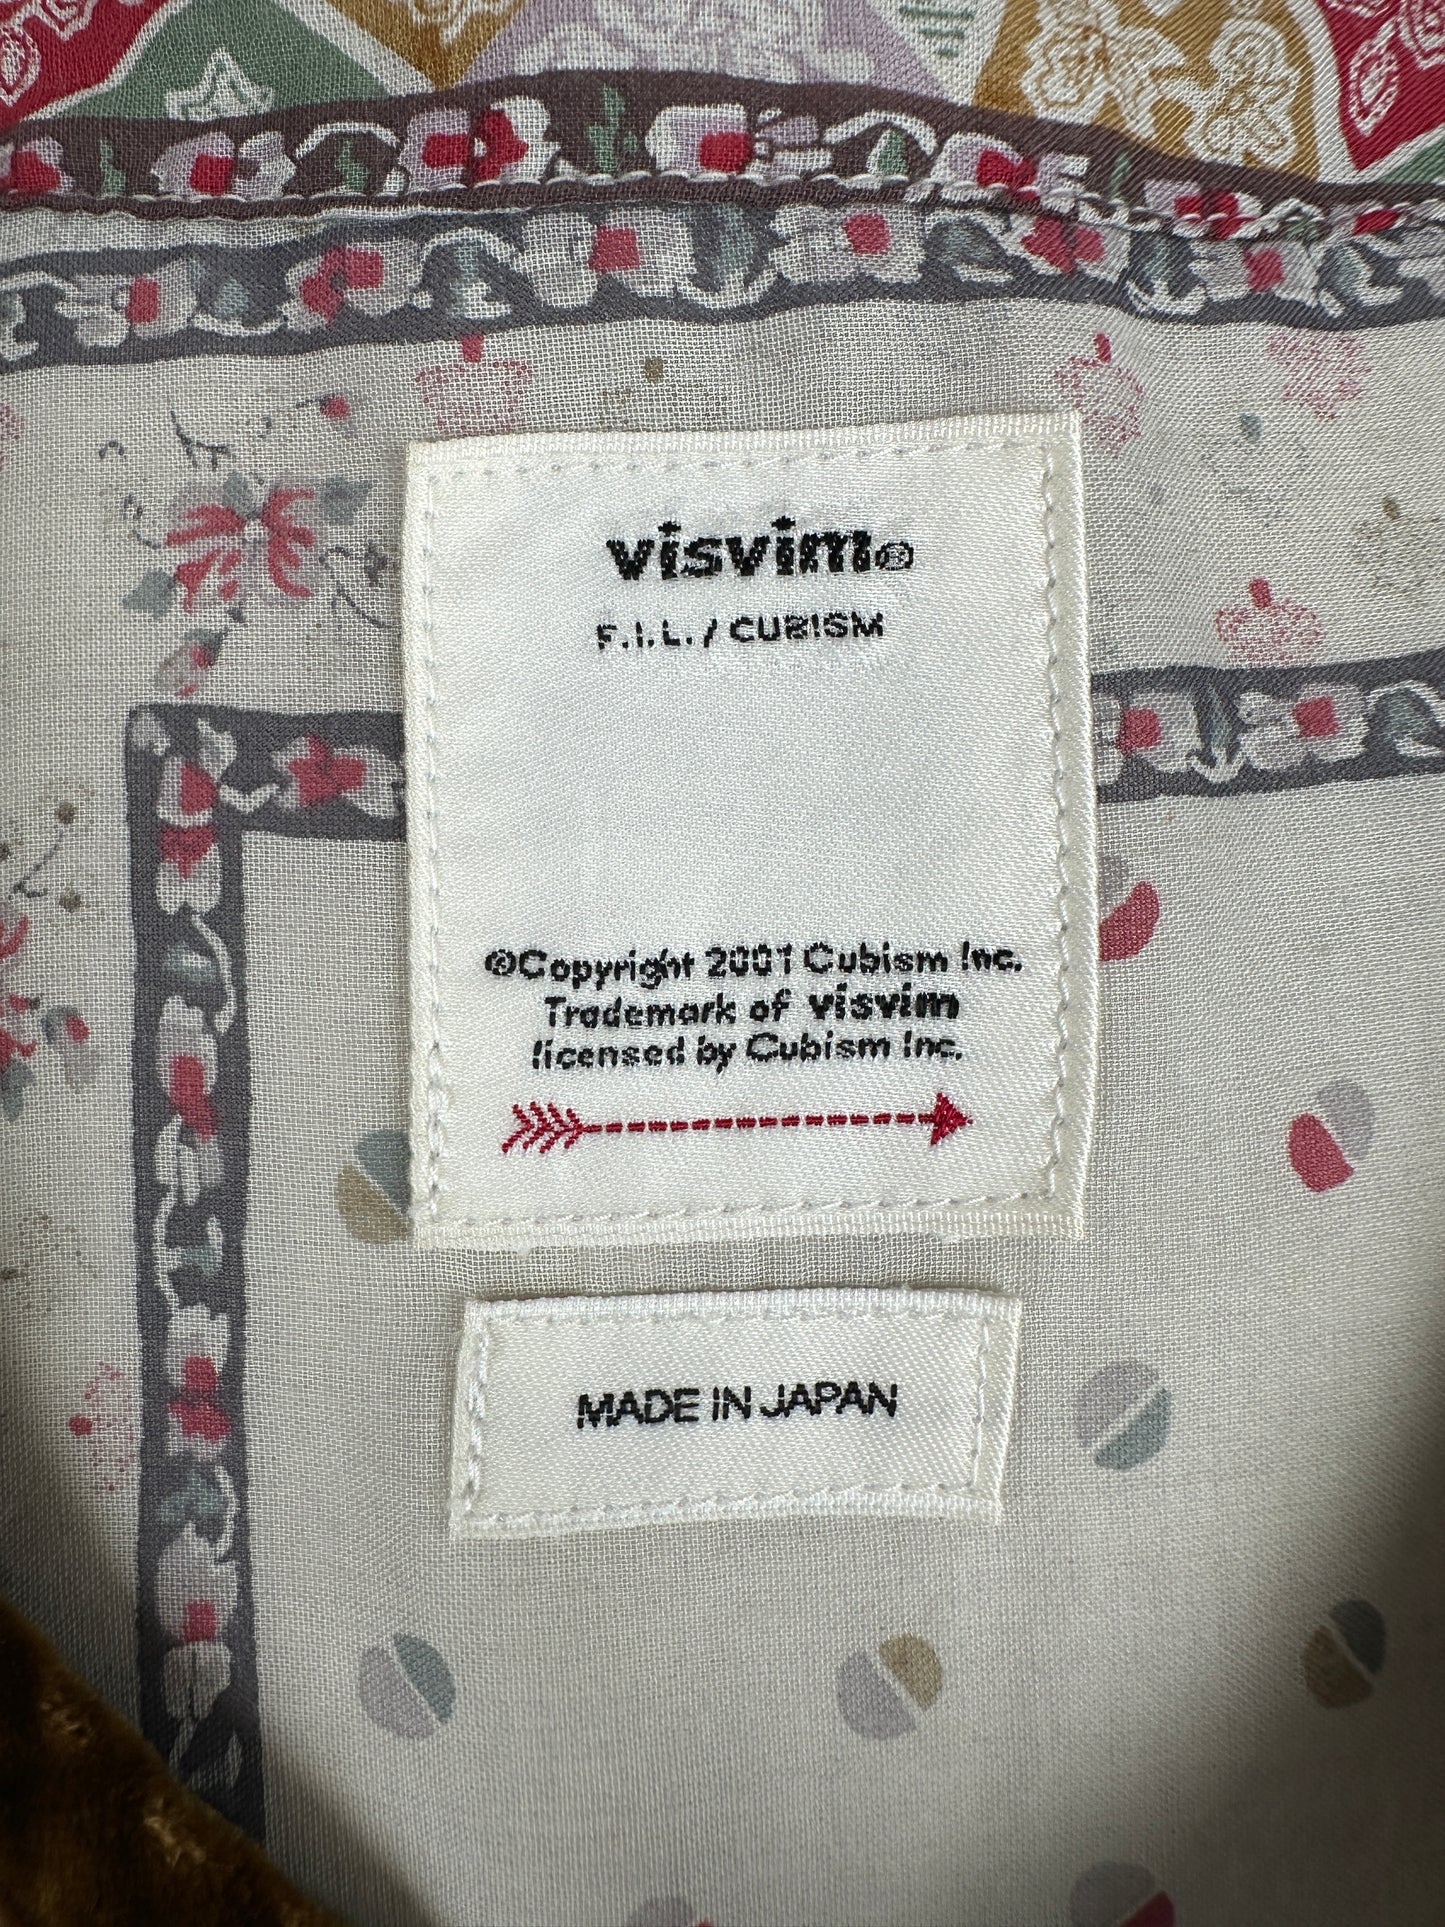 visvim®
F.I.L. / CUBISM
©Copyright 2001 Cubism Inc.
Trademark of visvim
licensed by Cubism Inc.
MADE IN JAPAN